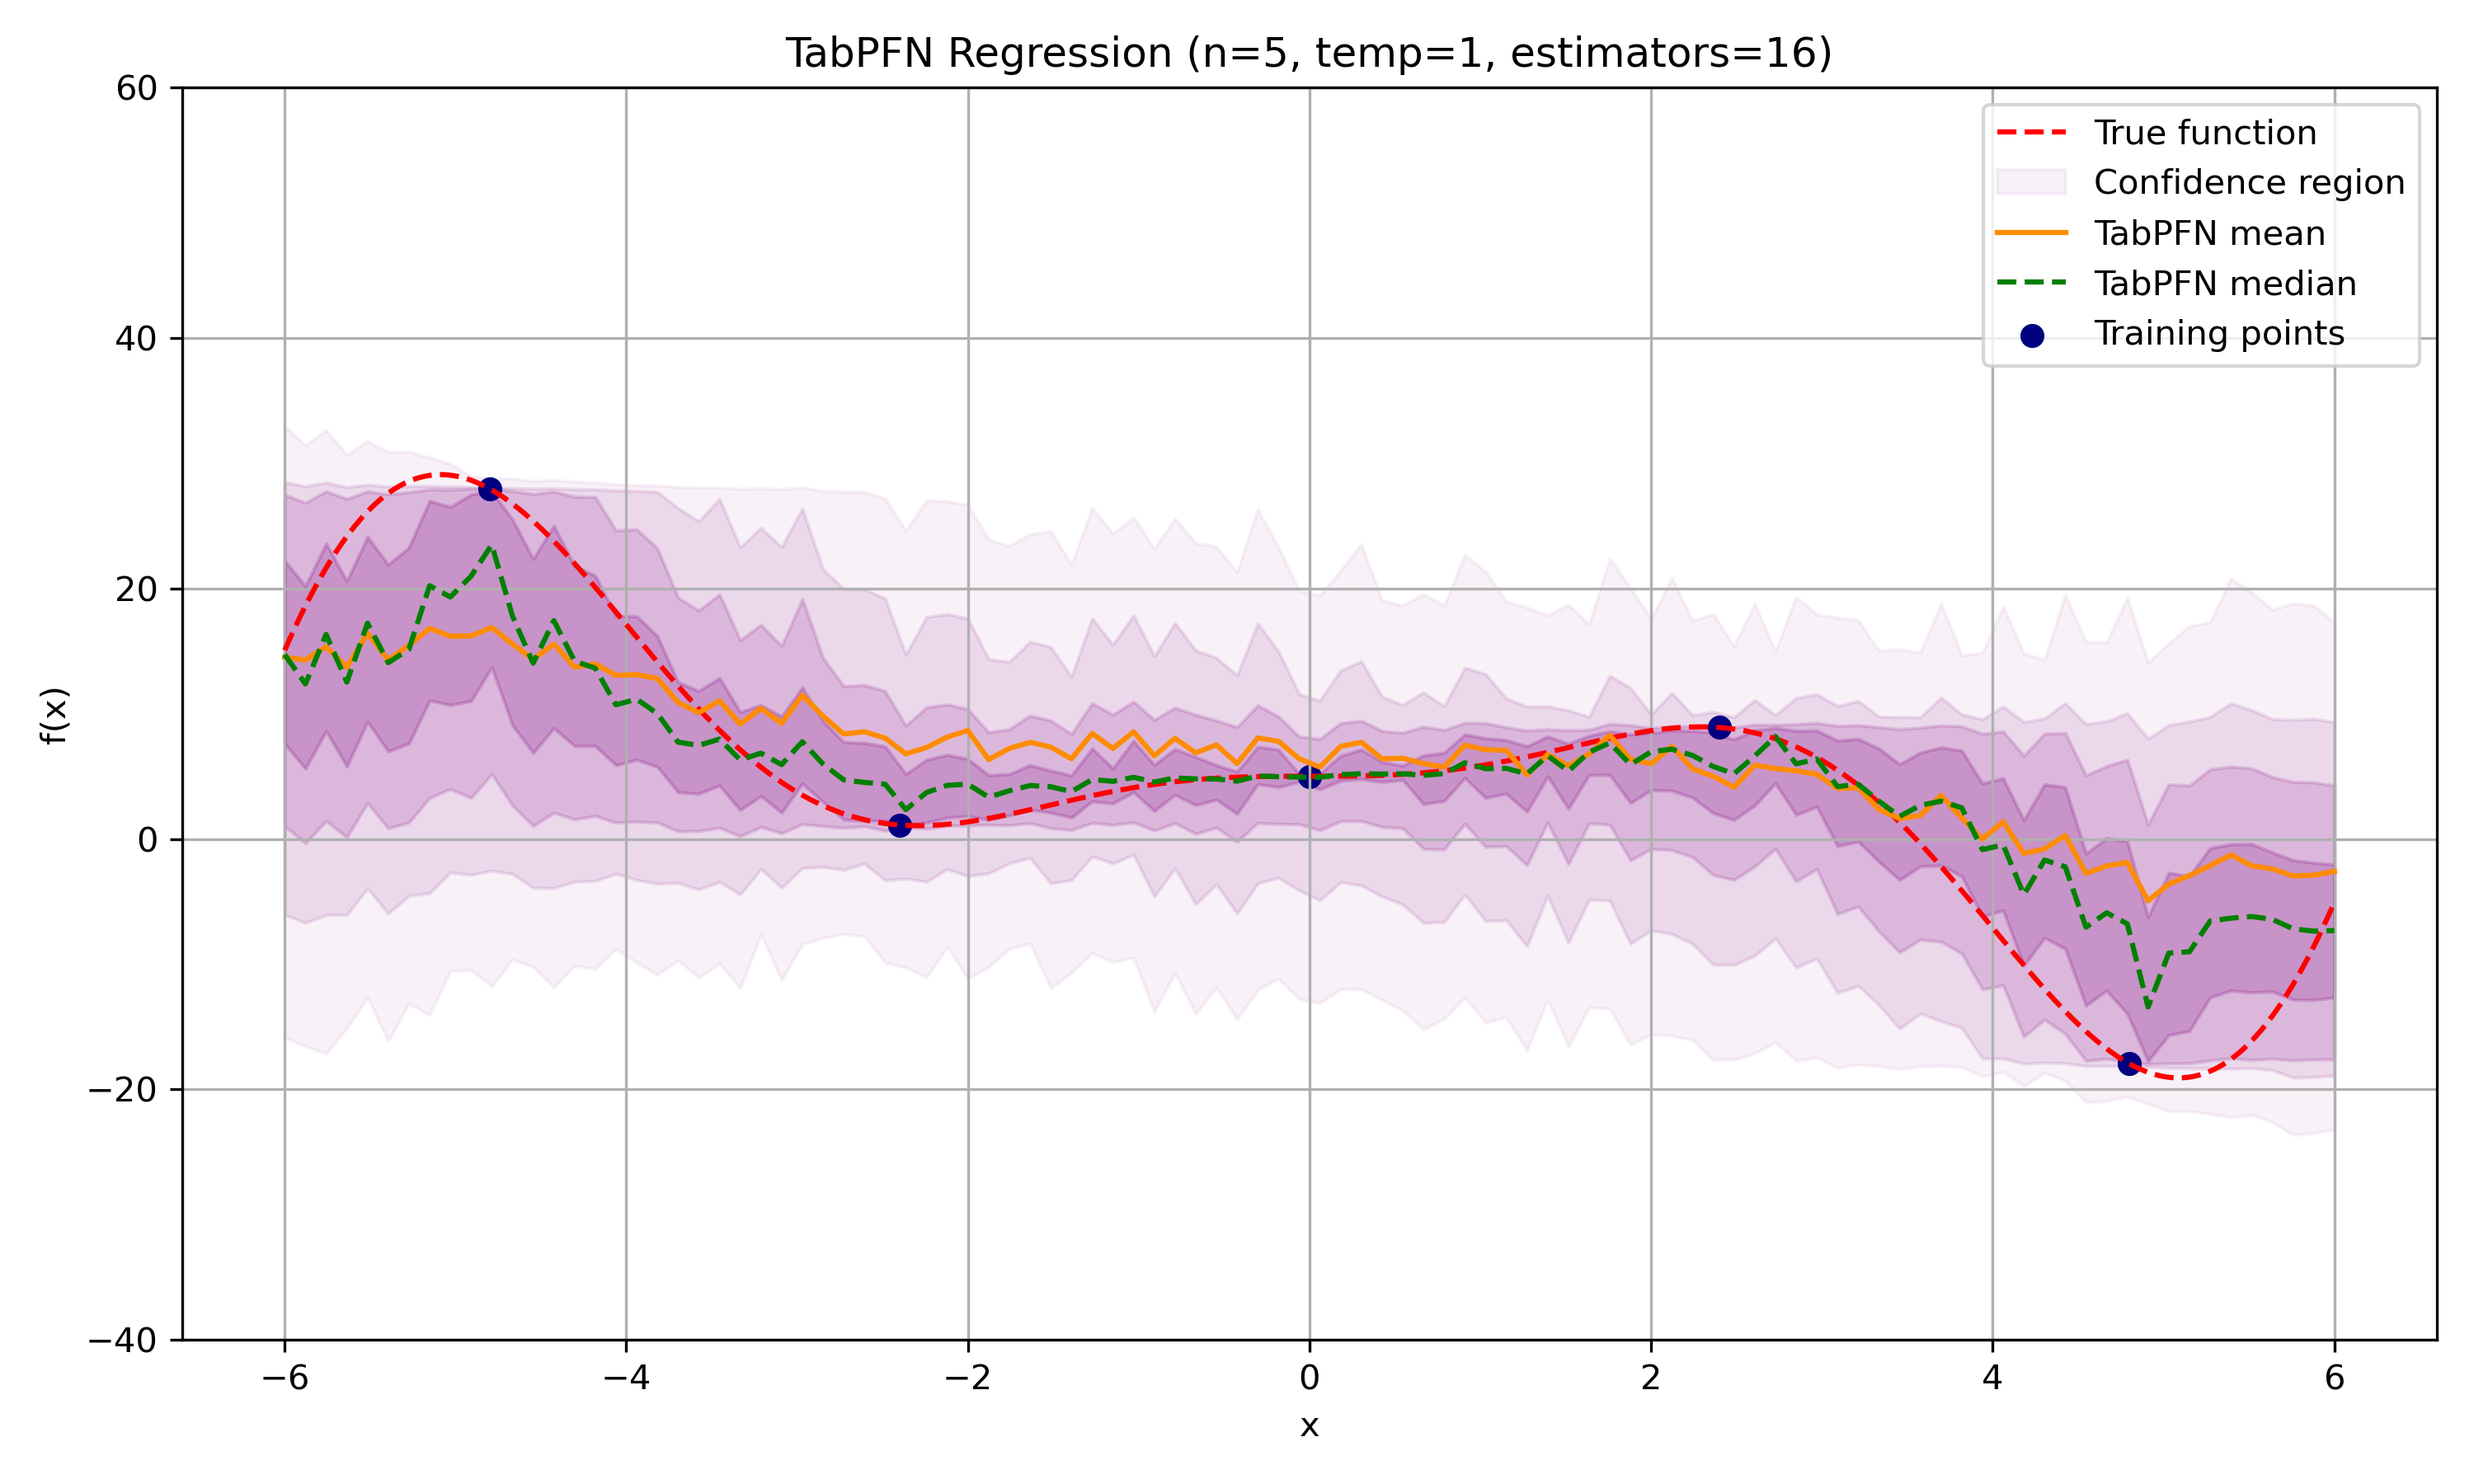 TabPFN Regression (n=5, temp=1, estimators=16)
60
40
20
0
−20
−40
f(x)
True function
Confidence region
TabPFN mean
TabPFN median
Training points
−6 −4 −2 0 2 4 6
x